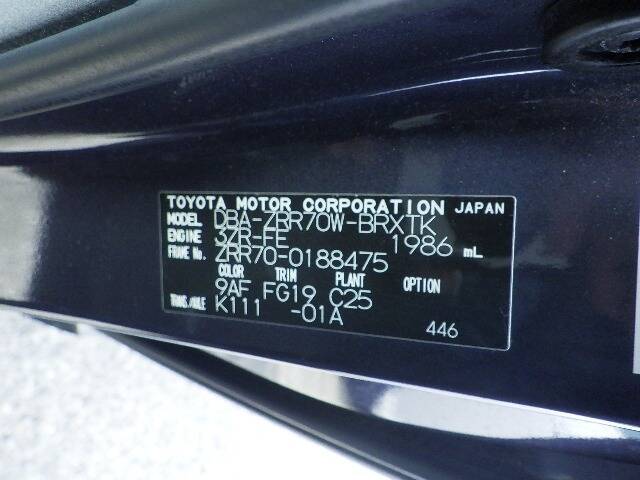 TOYOTA MOTOR CORPORATION JAPAN
MODEL DBA-ZRR70W-BRXTK
ENGINE 3ZR-FE 1986 mL
FRAME No. ZRR70-0188475
COLOR TRIM PLANT OPTION
9AF FG19 C25
TRANS./AXLE K111 -01A
446